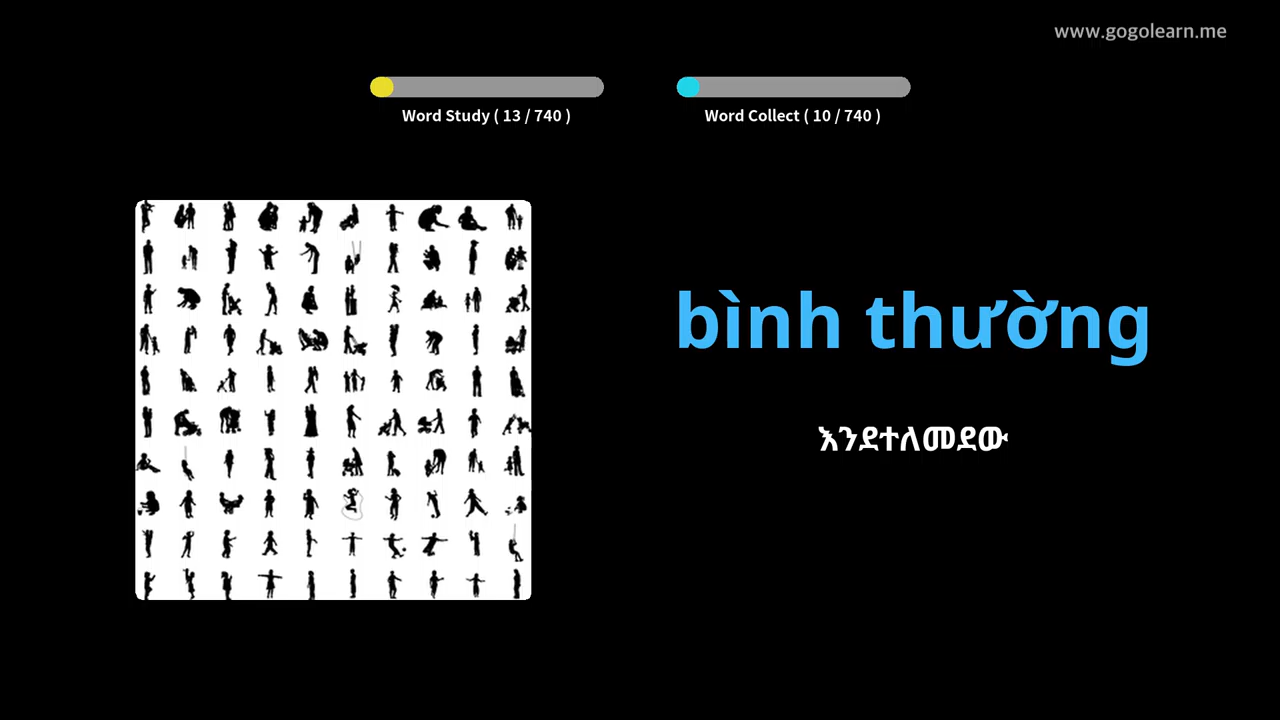 www.gogolearn.me
Word Study ( 13 / 740 )
Word Collect ( 10 / 740 )
bình thường
እንደተለመደው